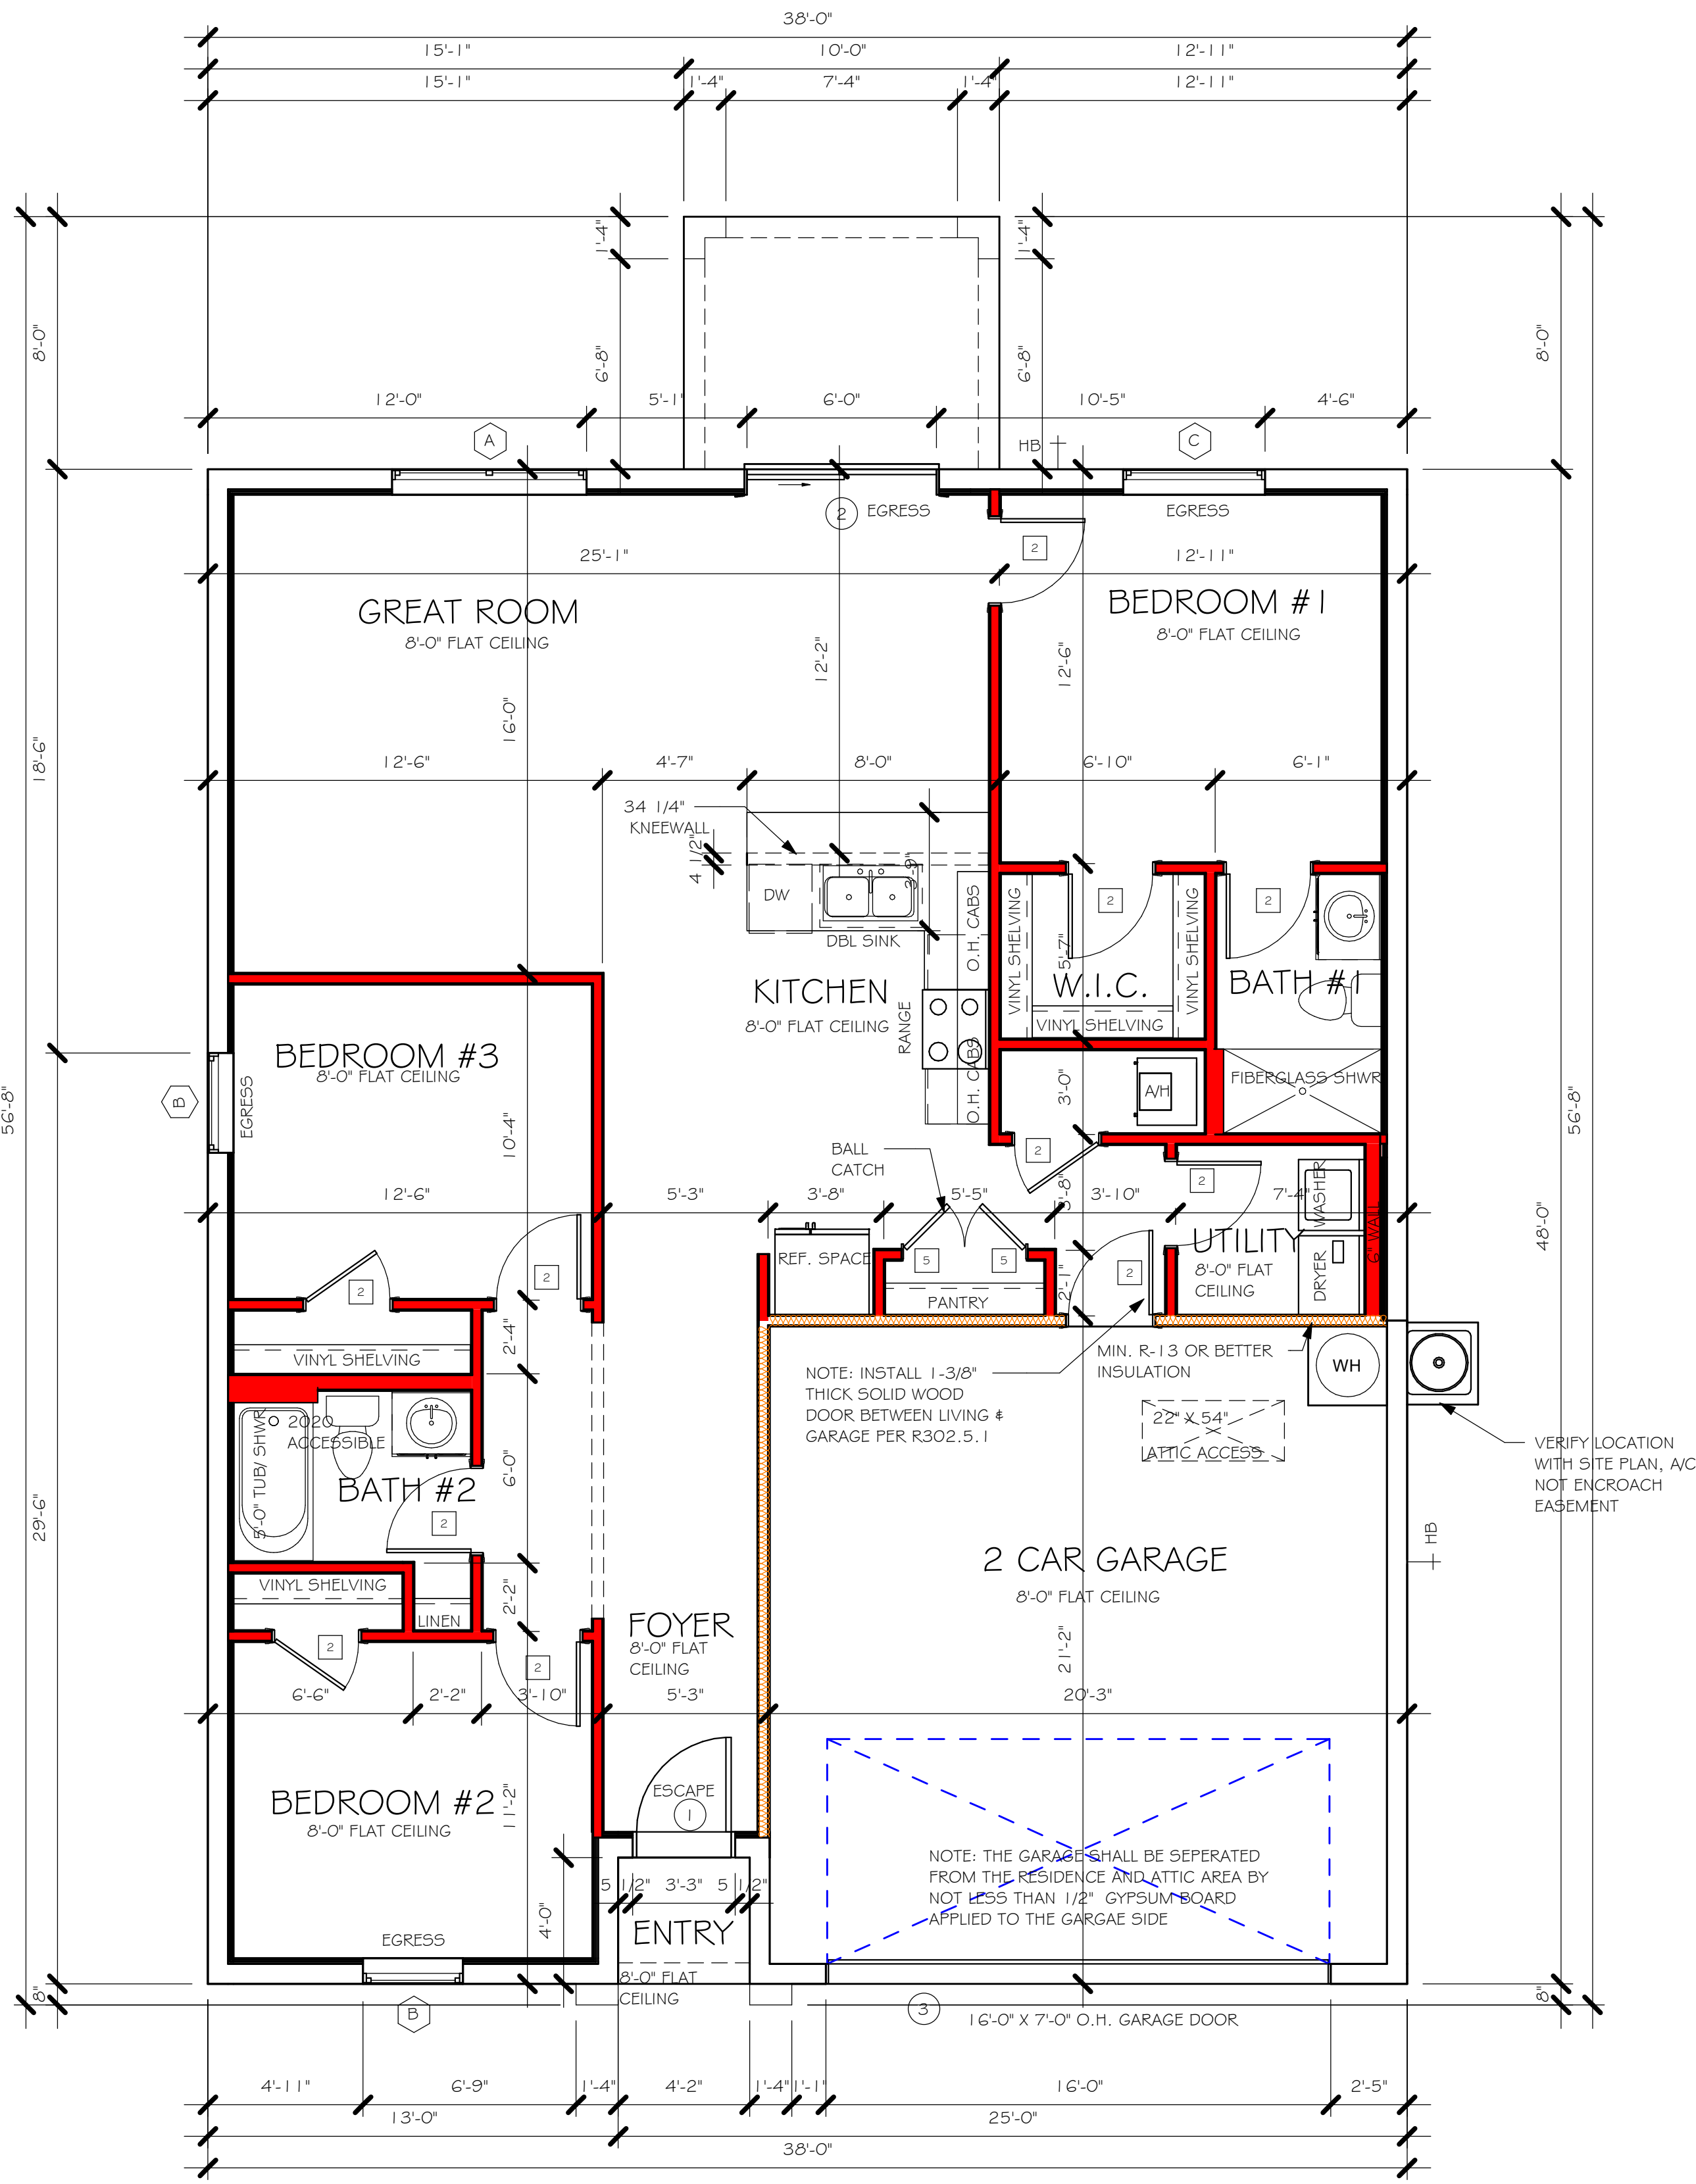 38'-0"
15'-1" 10'-0" 12'-11"
15'-1" 1'-4" 7'-4" 1'-4" 12'-11"
1'-4" 1'-4"
8'-0" 6'-8" 6'-8" 8'-0"
12'-0" 5'-1" 6'-0" 10'-5" 4'-6"
A HB C
2 EGRESS EGRESS
2
25'-1" 12'-11"
GREAT ROOM
8'-0" FLAT CEILING
BEDROOM #1
8'-0" FLAT CEILING
12'-2" 12'-6"
16'-0"
18'-6"
12'-6" 4'-7" 8'-0" 6'-10" 6'-1"
34 1/4"
KNEEWALL
4 1/2"
3'-9"
DW
DBL SINK
O.H. CABS
VINYL SHELVING
2
VINYL SHELVING
2
5'-7"
KITCHEN
8'-0" FLAT CEILING
RANGE
O.H. CABS
W.I.C.
VINYL SHELVING
BATH #1
BEDROOM #3
8'-0" FLAT CEILING
B
EGRESS
10'-4"
3'-0"
A/H
FIBERGLASS SHWR
56'-8"
56'-8"
BALL
CATCH
2
3'-8"
2
WASHER
12'-6" 5'-3" 3'-8" 5'-5" 3'-10" 7'-4"
48'-0"
REF. SPACE
5 5
PANTRY
2'-1"
2
UTILITY
8'-0" FLAT
CEILING
DRYER
6" WALL
2 2
2'-4"
VINYL SHELVING
NOTE: INSTALL 1-3/8"
THICK SOLID WOOD
DOOR BETWEEN LIVING &
GARAGE PER R302.5.1
MIN. R-13 OR BETTER
INSULATION
WH
22" X 54"
ATTIC ACCESS
VERIFY LOCATION
WITH SITE PLAN, A/C
NOT ENCROACH
EASEMENT
HB
5'-0" TUB/ SHWR
2020
ACCESSIBLE
BATH #2
6'-0"
2
29'-6"
2 CAR GARAGE
8'-0" FLAT CEILING
VINYL SHELVING
LINEN
2'-2"
2
2
FOYER
8'-0" FLAT
CEILING
21'-2"
6'-6" 2'-2" 3'-10" 5'-3" 20'-3"
BEDROOM #2
8'-0" FLAT CEILING
11'-2"
ESCAPE
1
NOTE: THE GARAGE SHALL BE SEPERATED
FROM THE RESIDENCE AND ATTIC AREA BY
NOT LESS THAN 1/2" GYPSUM BOARD
APPLIED TO THE GARGAE SIDE
5 1/2" 3'-3" 5 1/2"
4'-0"
EGRESS
ENTRY
8'-0" FLAT
CEILING
8" 8"
B
3
16'-0" X 7'-0" O.H. GARAGE DOOR
4'-11" 6'-9" 1'-4" 4'-2" 1'-4" 1'-1" 16'-0" 2'-5"
13'-0" 25'-0"
38'-0"